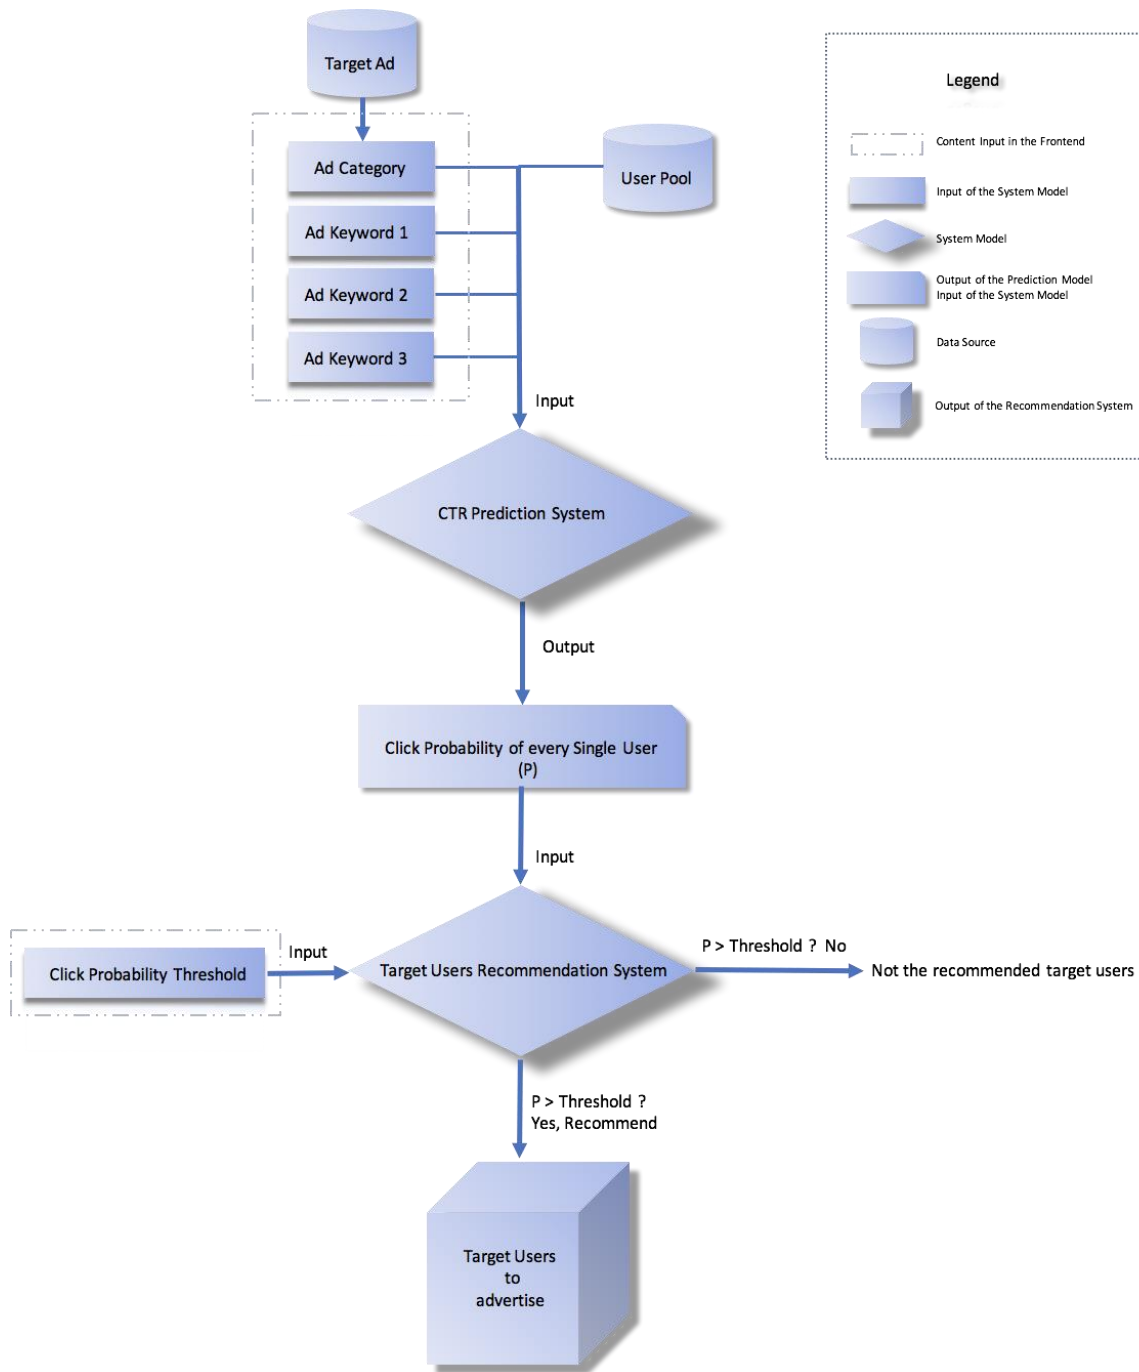 Target Ad
Legend
Content Input in the Frontend
Ad Category
User Pool
Input of the System Model
Ad Keyword 1
System Model
Ad Keyword 2
Output of the Prediction Model
Input of the System Model
Ad Keyword 3
Data Source
Input
Output of the Recommendation System
CTR Prediction System
Output
Click Probability of every Single User
(P)
Input
Click Probability Threshold
Input
Target Users Recommendation System
P > Threshold ? No
Not the recommended target users
P > Threshold ?
Yes, Recommend
Target Users
to
advertise